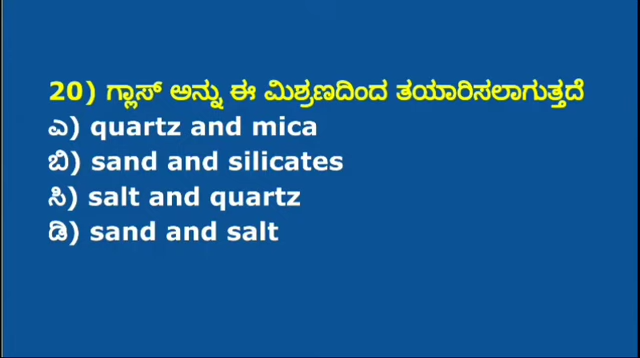 20) ಗ್ಲಾಸ್ ಅನ್ನು ಈ ಮಿಶ್ರಣದಿಂದ ತಯಾರಿಸಲಾಗುತ್ತದೆ
ಎ) quartz and mica
ಬಿ) sand and silicates
ಸಿ) salt and quartz
ಡಿ) sand and salt